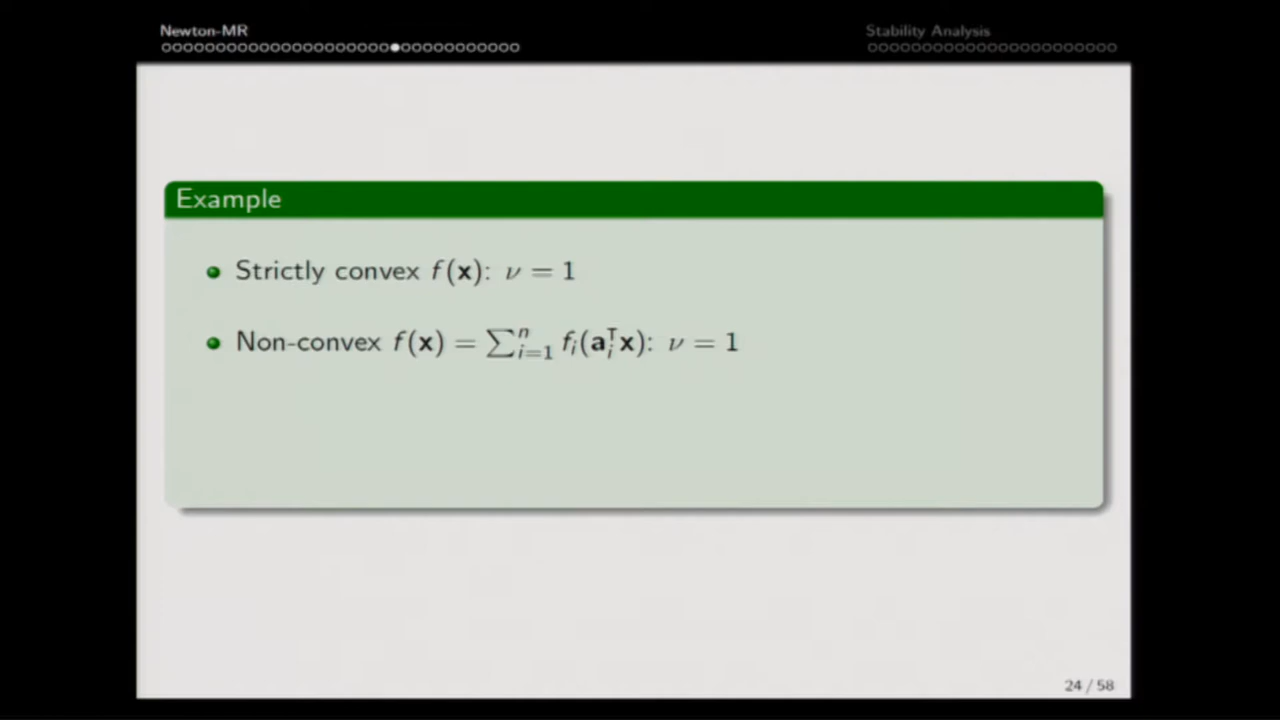 Newton-MR
Stability Analysis
Example
Strictly convex f(x): ν = 1
Non-convex f(x) = ∑ⁿᵢ₌₁ fᵢ(aᵢᵀx): ν = 1
24 / 58